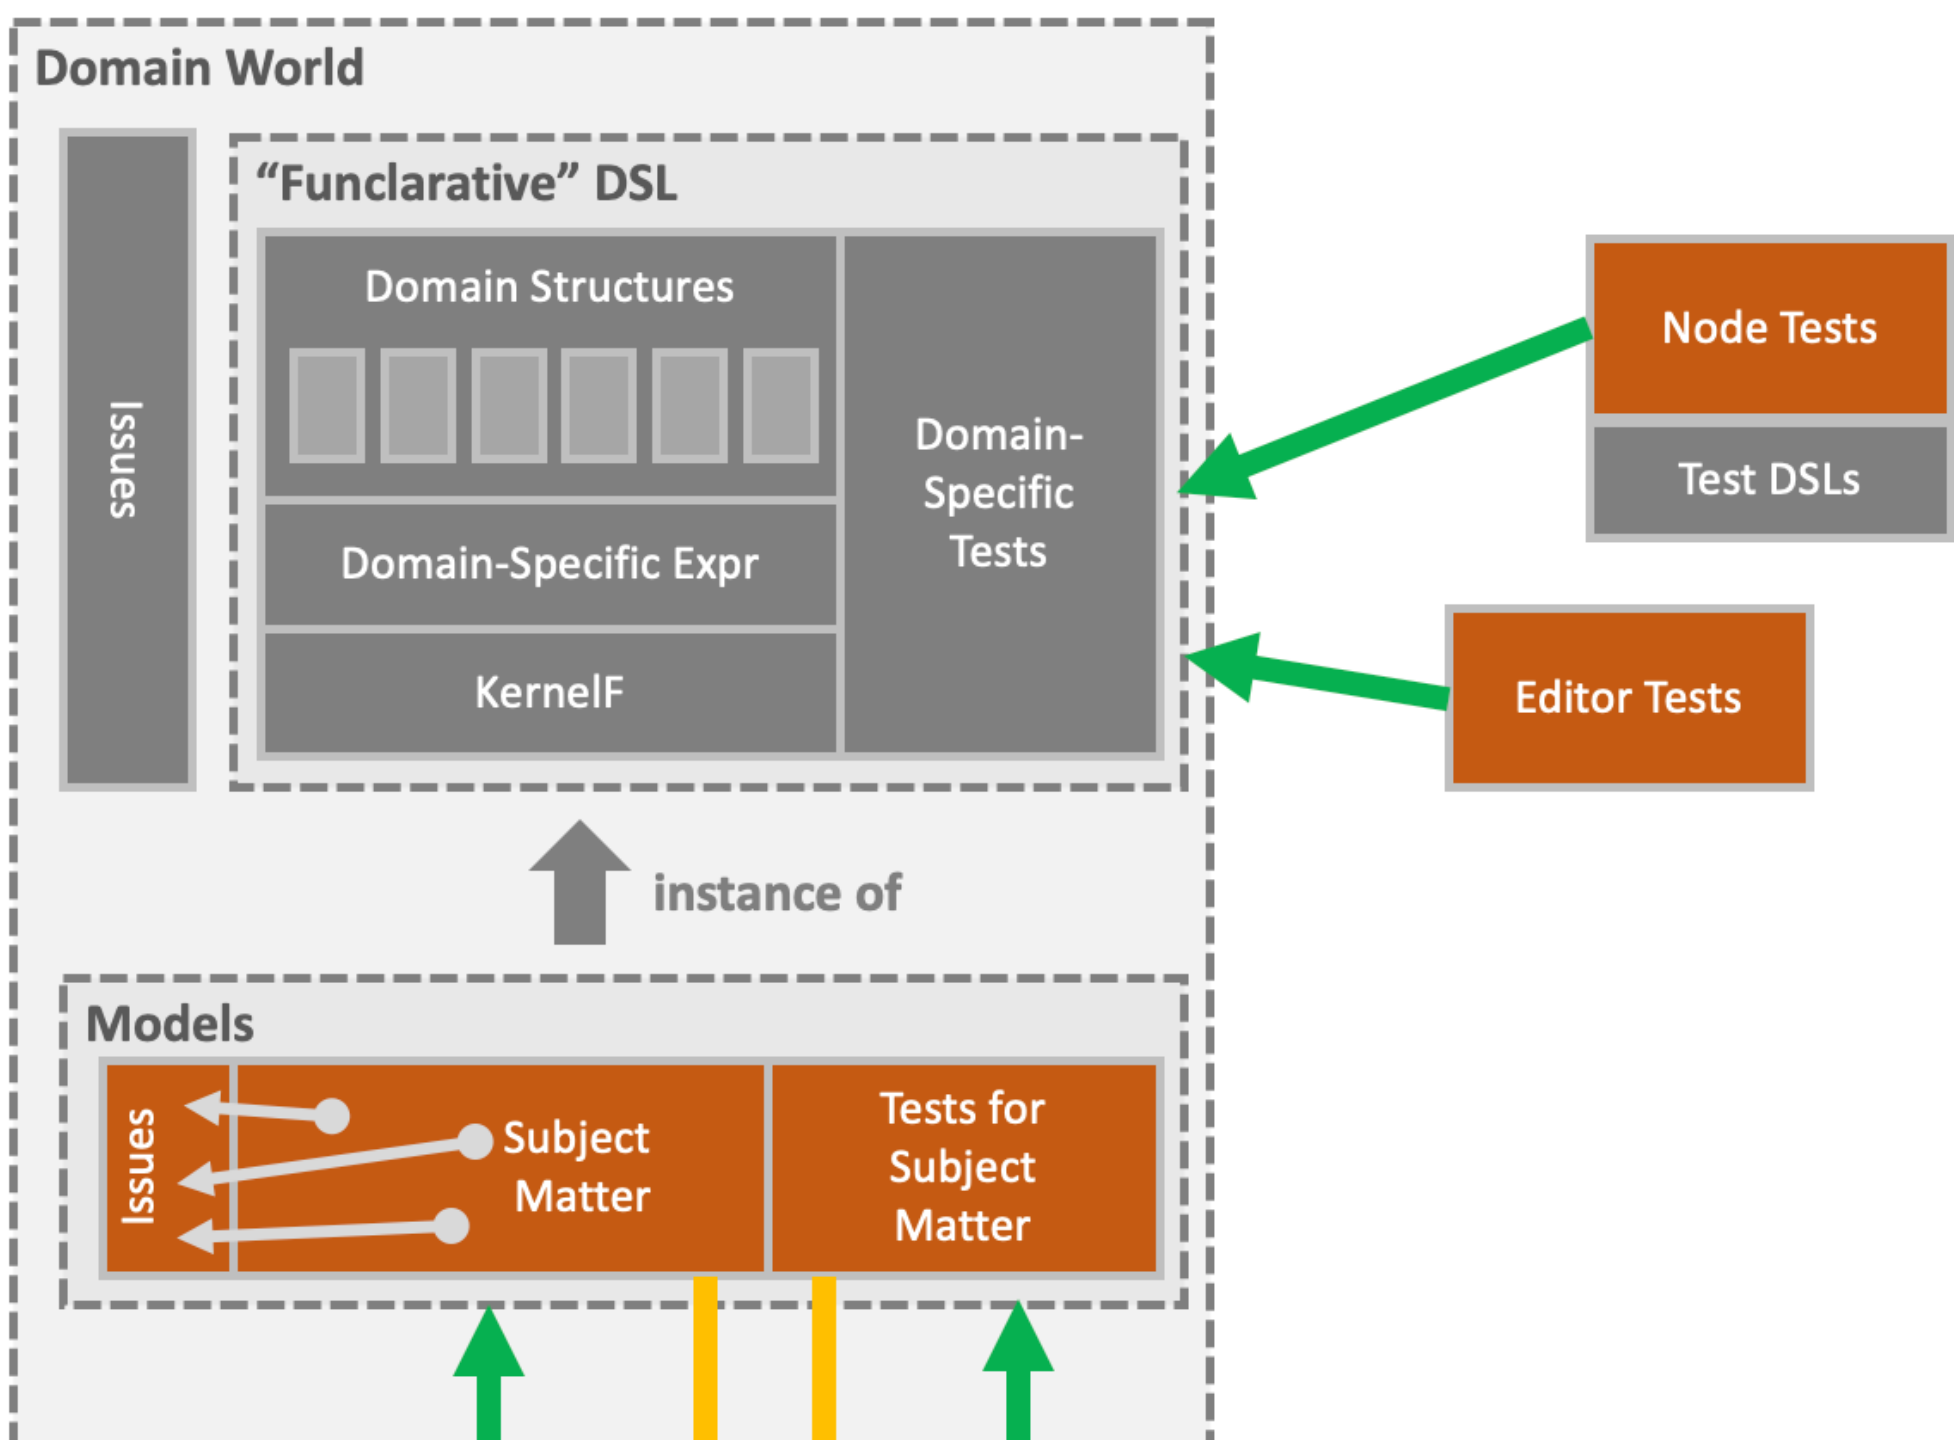 Domain World
Issues
“Funclarative” DSL
Domain Structures
Domain-Specific Expr
KernelF
Domain-
Specific
Tests
Node Tests
Test DSLs
Editor Tests
instance of
Models
Issues
Subject
Matter
Tests for
Subject
Matter